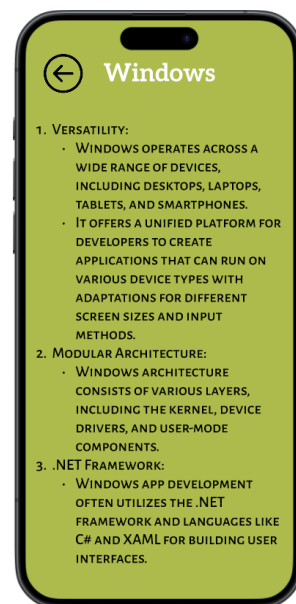 Windows
1. Versatility:
· Windows operates across a
wide range of devices,
including desktops, laptops,
tablets, and smartphones.
· It offers a unified platform for
developers to create
applications that can run on
various device types with
adaptations for different
screen sizes and input
methods.
2. Modular Architecture:
· Windows architecture
consists of various layers,
including the kernel, device
drivers, and user-mode
components.
3. .NET Framework:
· Windows app development
often utilizes the .NET
framework and languages like
C# and XAML for building user
interfaces.